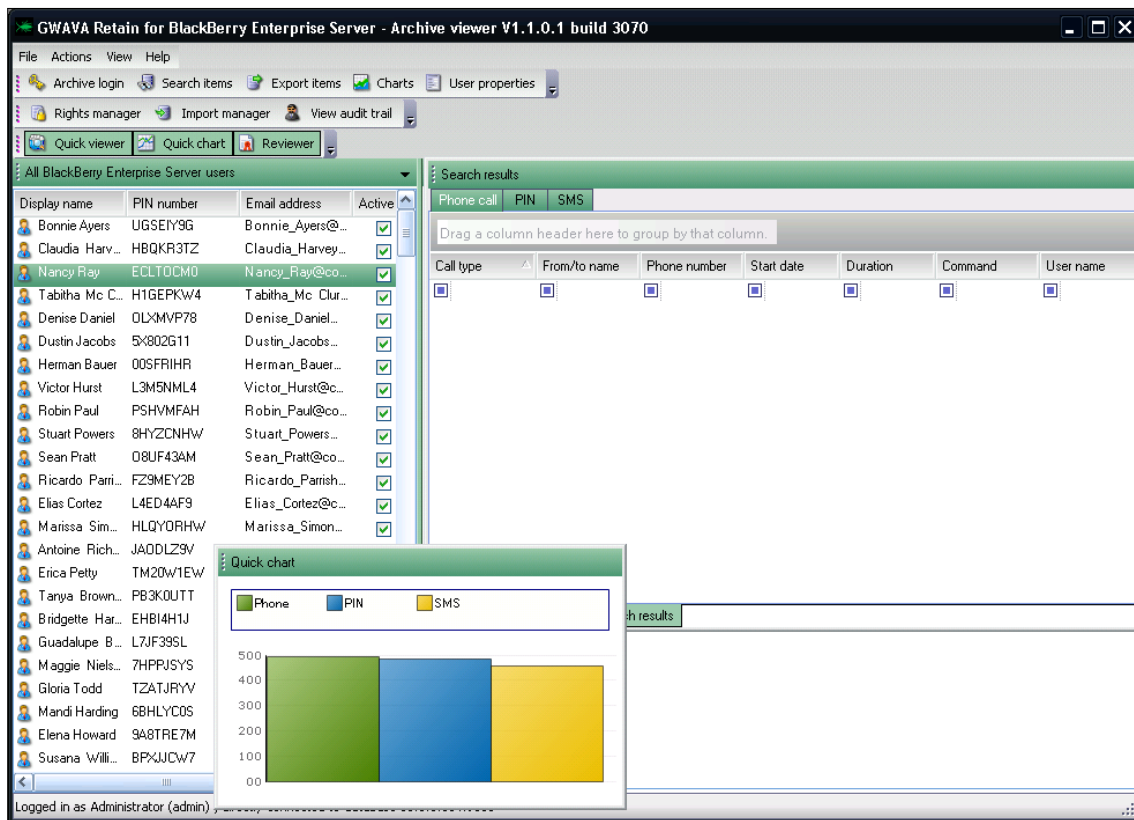 GWAVA Retain for BlackBerry Enterprise Server - Archive viewer V1.1.0.1 build 3070
File Actions View Help
Archive login Search items Export items Charts User properties
Rights manager Import manager View audit trail
Quick viewer Quick chart Reviewer
All BlackBerry Enterprise Server users
Display name PIN number Email address Active
Bonnie Ayers UGSEIY9G Bonnie_Ayers@...
Claudia Harv... HBQKR3TZ Claudia_Harvey...
Nancy Ray ECLTOCM0 Nancy_Ray@co...
Tabitha Mc C... H1GEPKW4 Tabitha_Mc Clur...
Denise Daniel OLXMVP78 Denise_Daniel...
Dustin Jacobs 5X802G11 Dustin_Jacobs...
Herman Bauer 00SFRIHR Herman_Bauer...
Victor Hurst L3M5NML4 Victor_Hurst@c...
Robin Paul PSHVMFAH Robin_Paul@co...
Stuart Powers 8HYZCNHW Stuart_Powers...
Sean Pratt O8UF43AM Sean_Pratt@co...
Ricardo Parri... FZ9MEY2B Ricardo_Parrish...
Elias Cortez L4ED4AF9 Elias_Cortez@c...
Marissa Sim... HLQYORHW Marissa_Simon...
Antoine Rich... JAODLZ9V
Erica Petty TM20W1EW
Tanya Brown... PB3K0UTT
Bridgette Har... EHBI4H1J
Guadalupe B... L7JF39SL
Maggie Niels... 7HPPJSYS
Gloria Todd TZATJRYV
Mandi Harding 6BHLYC0S
Elena Howard 9A8TRE7M
Susana Willi... BPXJJCW7
Search results
Phone call PIN SMS
Drag a column header here to group by that column.
Call type From/to name Phone number Start date Duration Command User name
results
Quick chart
Phone PIN SMS
500
400
300
200
100
00
Logged in as Administrator (admin)